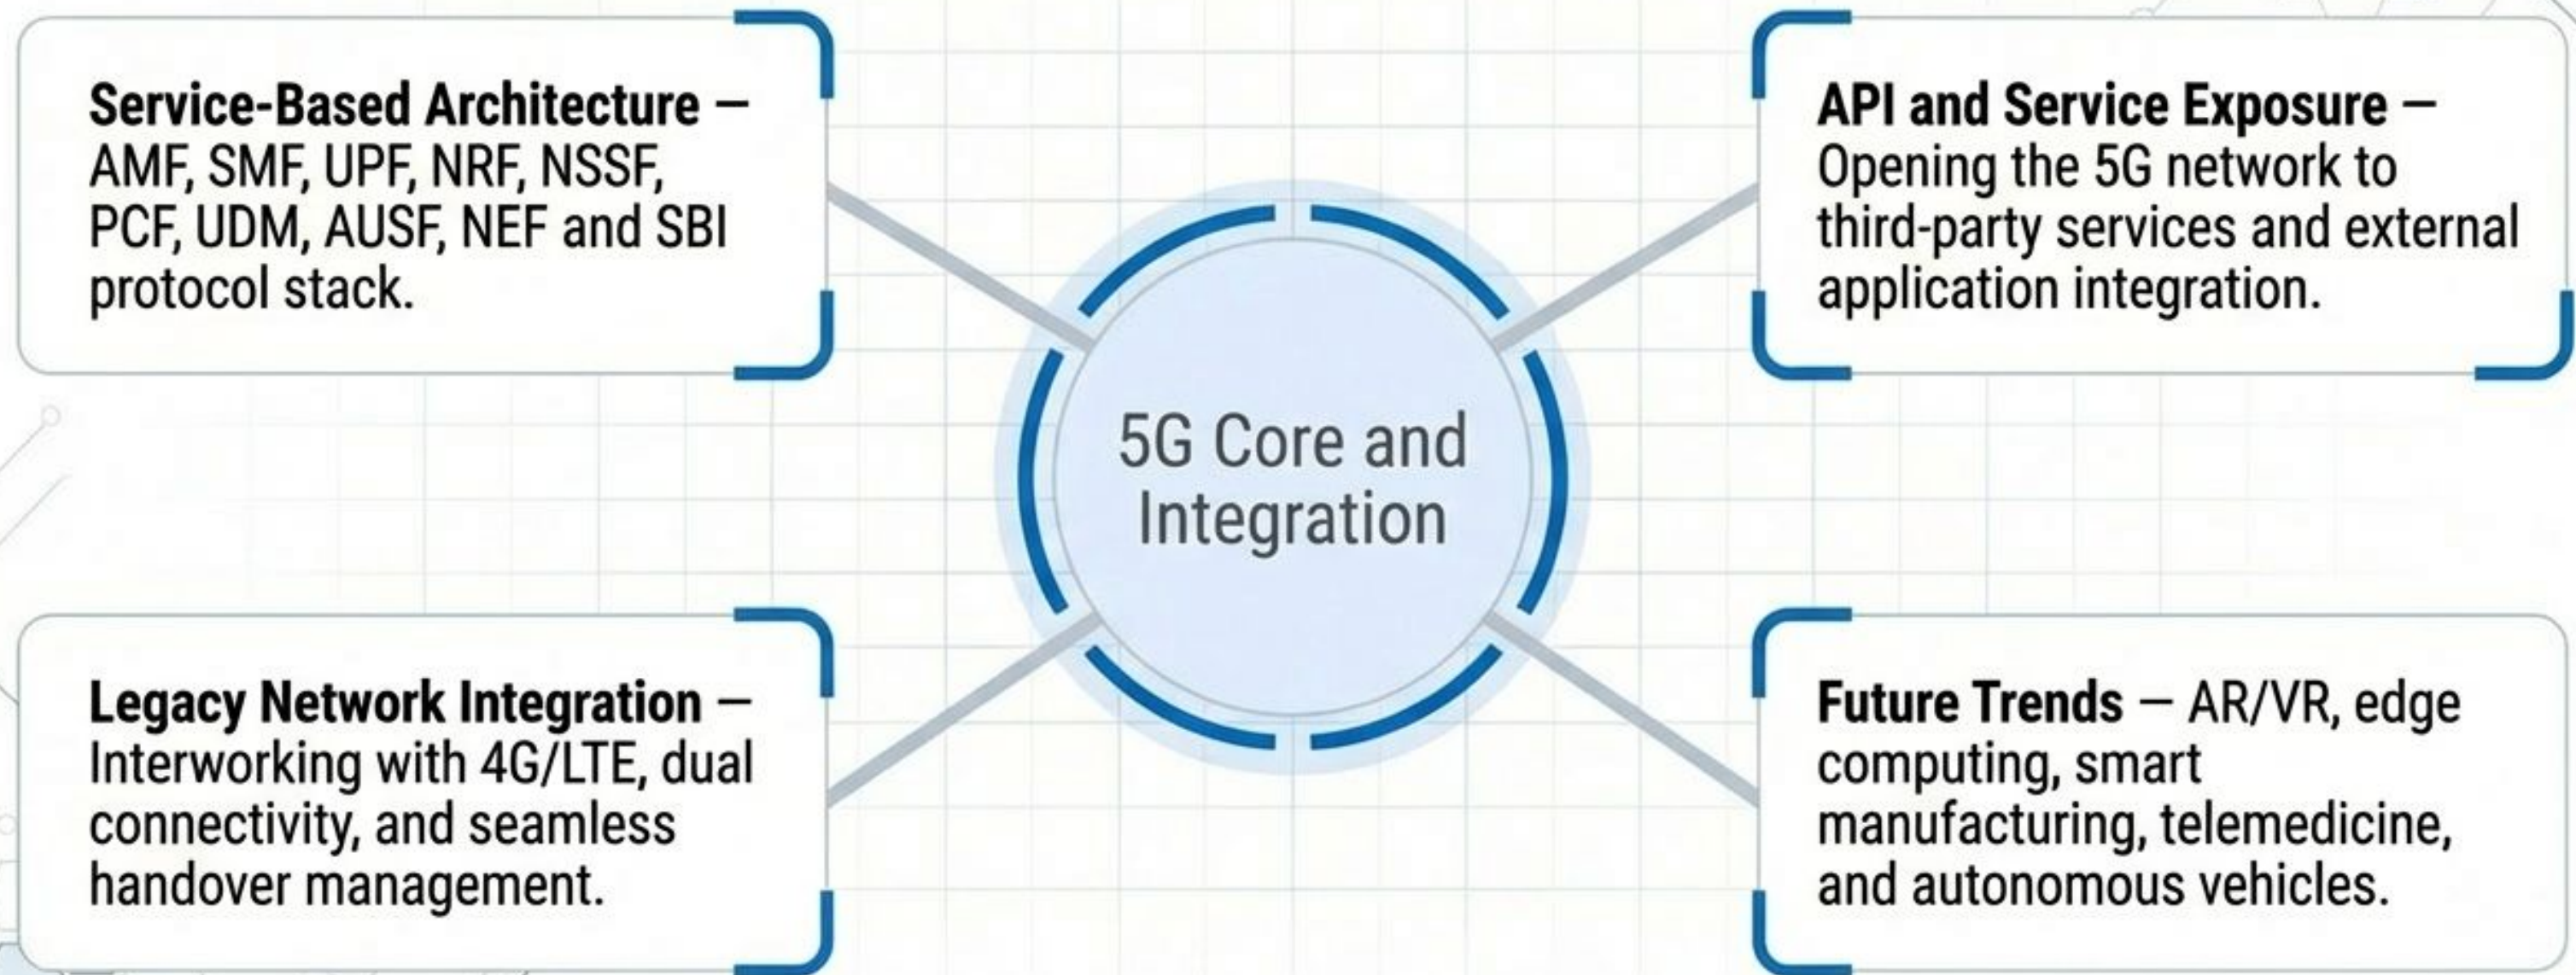 Service-Based Architecture —
AMF, SMF, UPF, NRF, NSSF,
PCF, UDM, AUSF, NEF and SBI
protocol stack.
API and Service Exposure —
Opening the 5G network to
third-party services and external
application integration.
5G Core and
Integration
Legacy Network Integration —
Interworking with 4G/LTE, dual
connectivity, and seamless
handover management.
Future Trends — AR/VR, edge
computing, smart
manufacturing, telemedicine,
and autonomous vehicles.